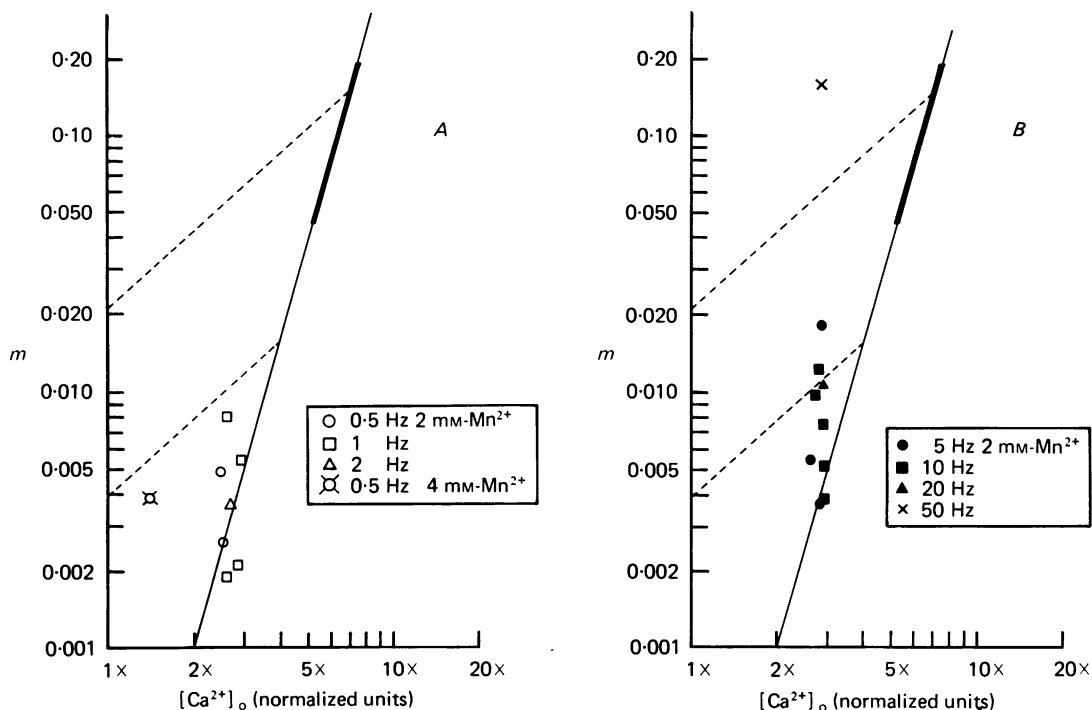 A
0·20
0·10
0·050
0·020
m
0·010
0·005
0·002
0·001
1× 2× 5× 10× 20×
[Ca²⁺]ₒ (normalized units)
0·5 Hz 2 mM-Mn²⁺
1 Hz
2 Hz
0·5 Hz 4 mM-Mn²⁺
B
0·20
0·10
0·050
0·020
m
0·010
0·005
0·002
0·001
1× 2× 5× 10× 20×
[Ca²⁺]ₒ (normalized units)
5 Hz 2 mM-Mn²⁺
10 Hz
20 Hz
50 Hz